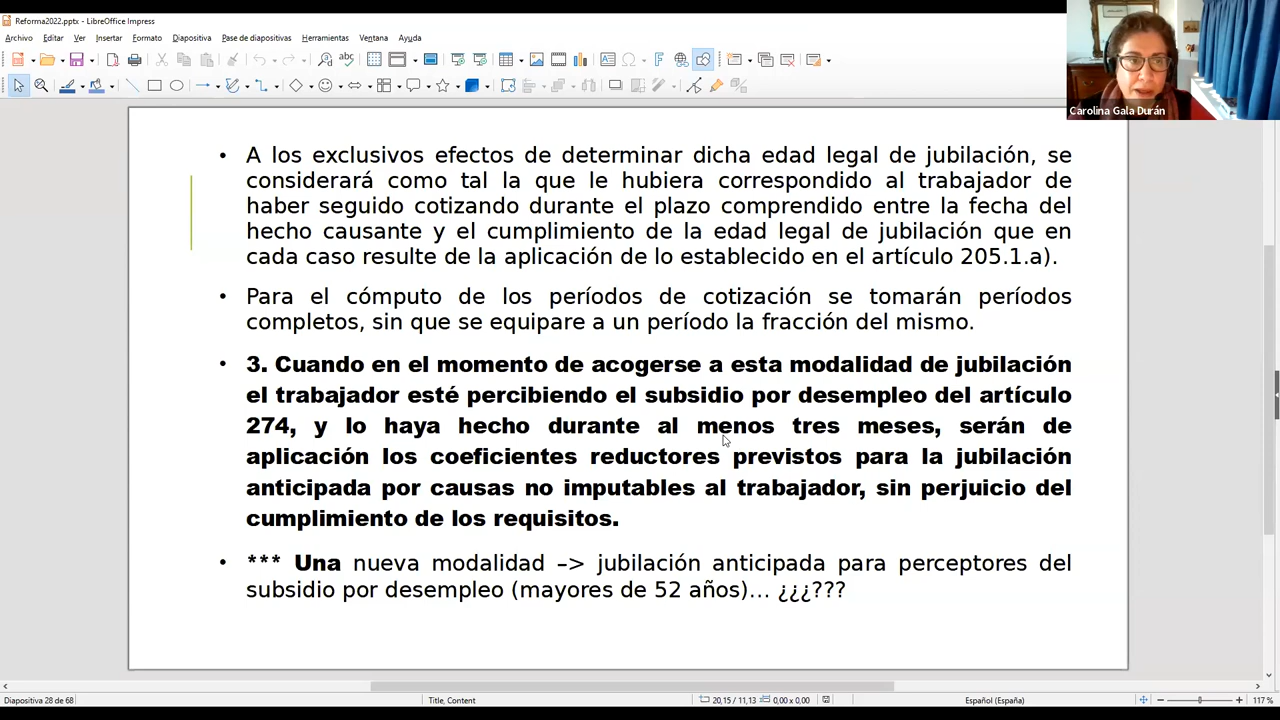 Reforma2022.pptx - LibreOffice Impress
Archivo Editar Ver Insertar Formato Diapositiva Pase de diapositivas Herramientas Ventana Ayuda
Carolina Gala Durán
• A los exclusivos efectos de determinar dicha edad legal de jubilación, se
considerará como tal la que le hubiera correspondido al trabajador de
haber seguido cotizando durante el plazo comprendido entre la fecha del
hecho causante y el cumplimiento de la edad legal de jubilación que en
cada caso resulte de la aplicación de lo establecido en el artículo 205.1.a).
• Para el cómputo de los períodos de cotización se tomarán períodos
completos, sin que se equipare a un período la fracción del mismo.
• 3. Cuando en el momento de acogerse a esta modalidad de jubilación
el trabajador esté percibiendo el subsidio por desempleo del artículo
274, y lo haya hecho durante al menos tres meses, serán de
aplicación los coeficientes reductores previstos para la jubilación
anticipada por causas no imputables al trabajador, sin perjuicio del
cumplimiento de los requisitos.
• *** Una nueva modalidad –> jubilación anticipada para perceptores del
subsidio por desempleo (mayores de 52 años)… ¿¿¿???
Diapositiva 28 de 68 Title, Content 20,15 / 11,13 0,00 x 0,00 Español (España) 117 %